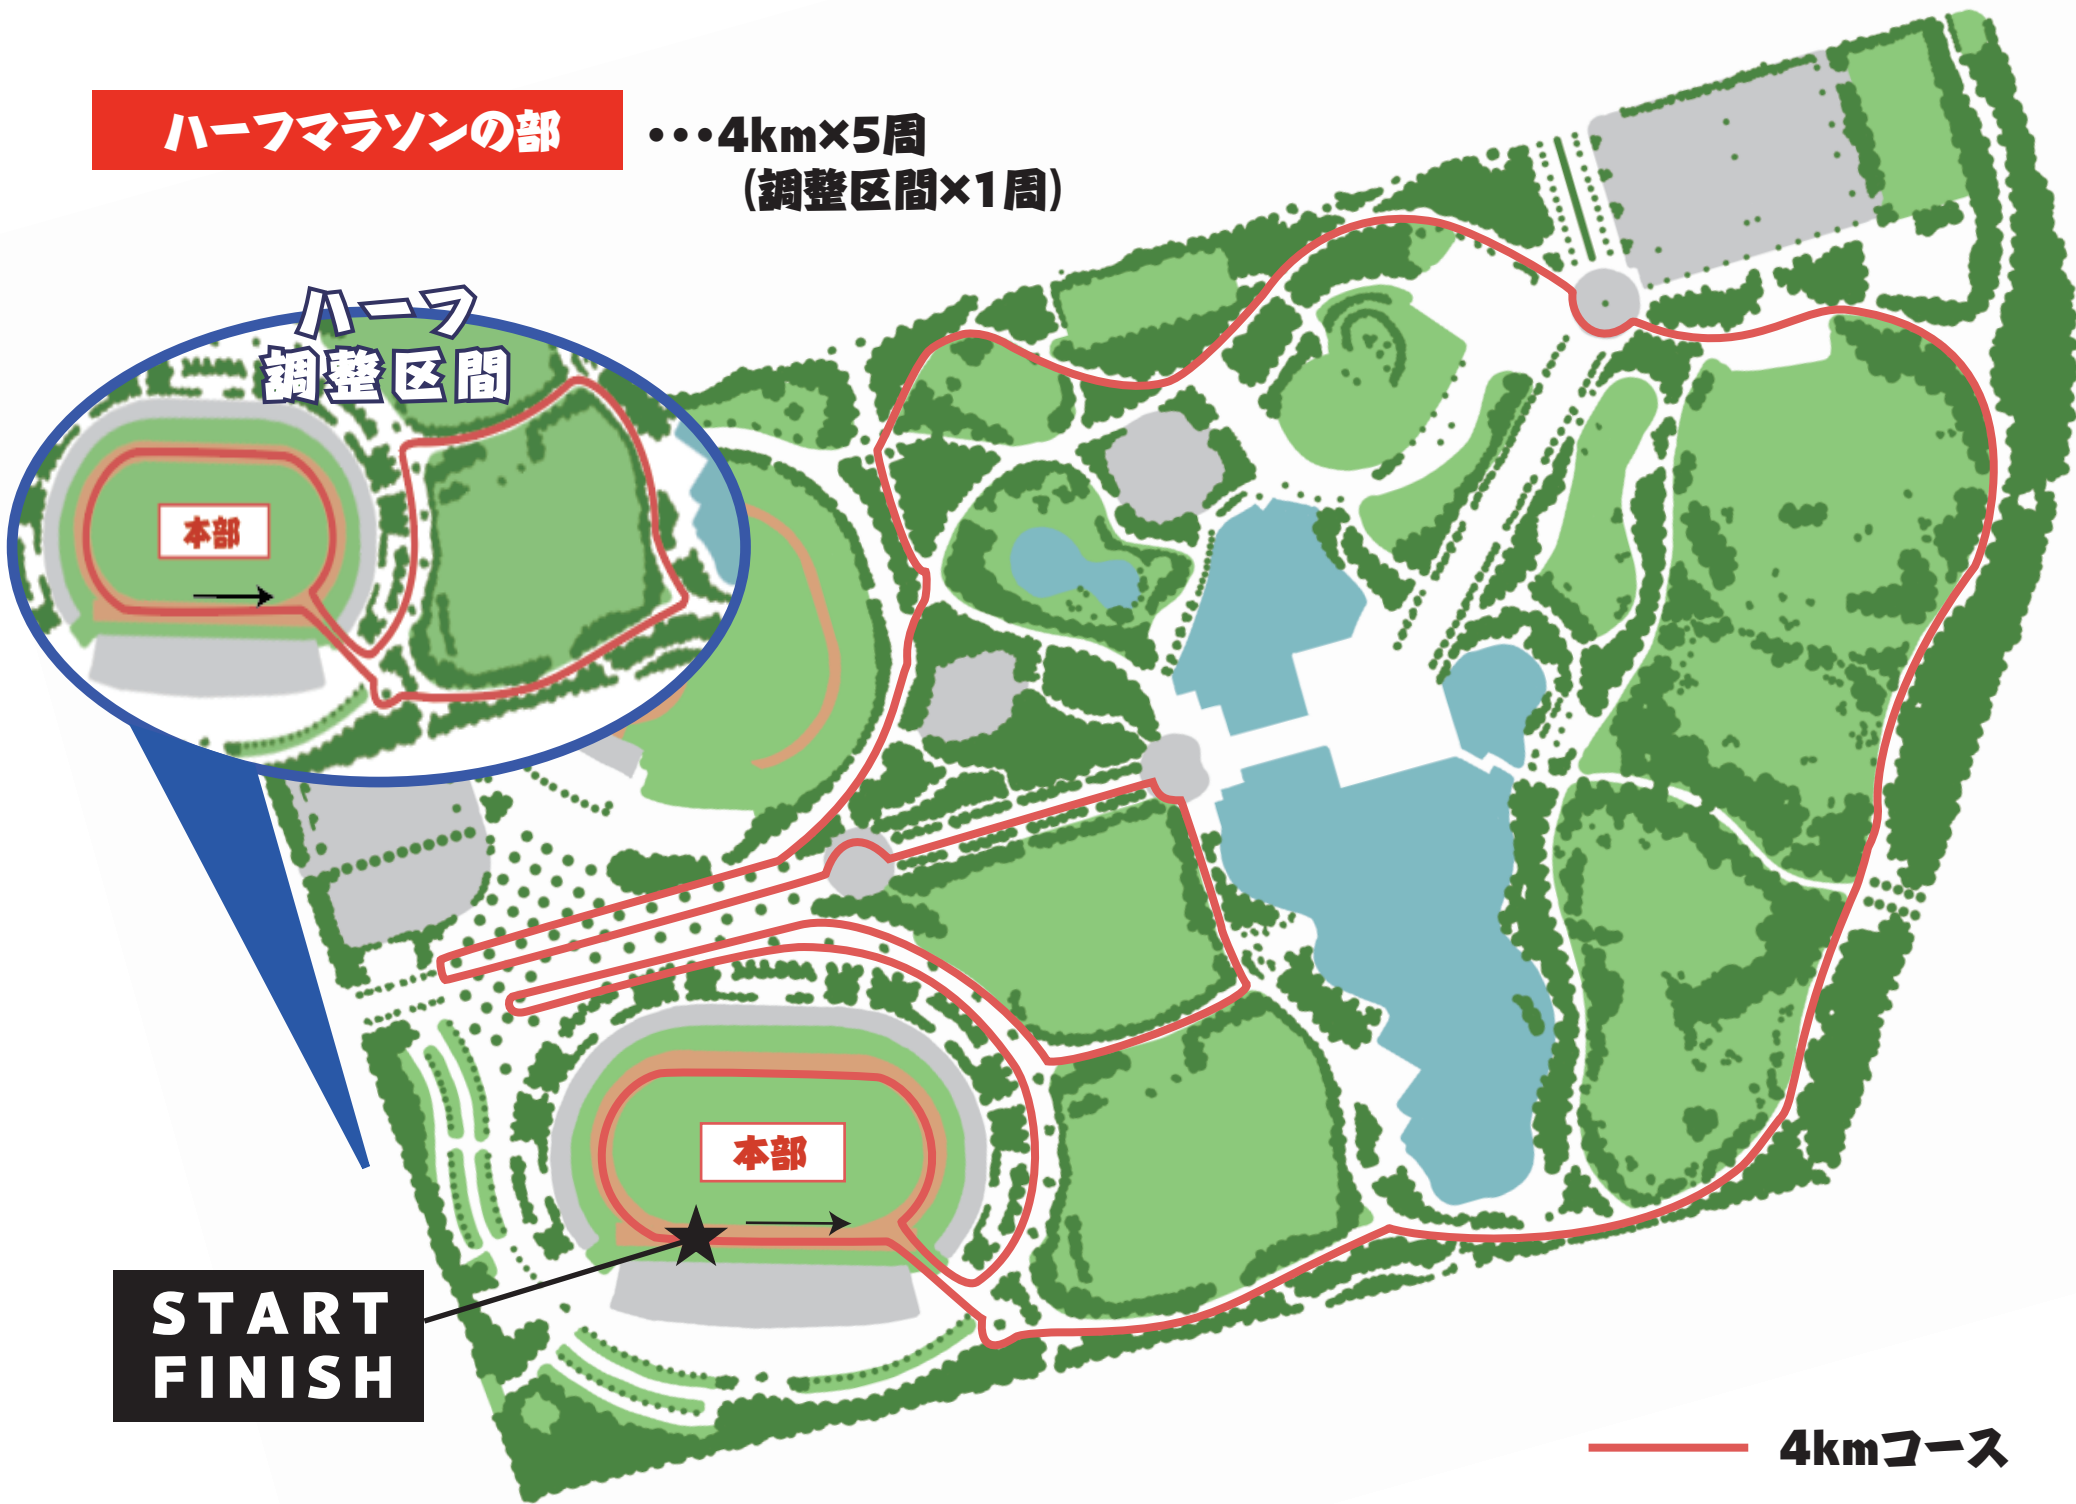 ハーフマラソンの部
•••4km×5周
(調整区間×1周)
ハーフ
調整区間
本部
本部
START
FINISH
4kmコース